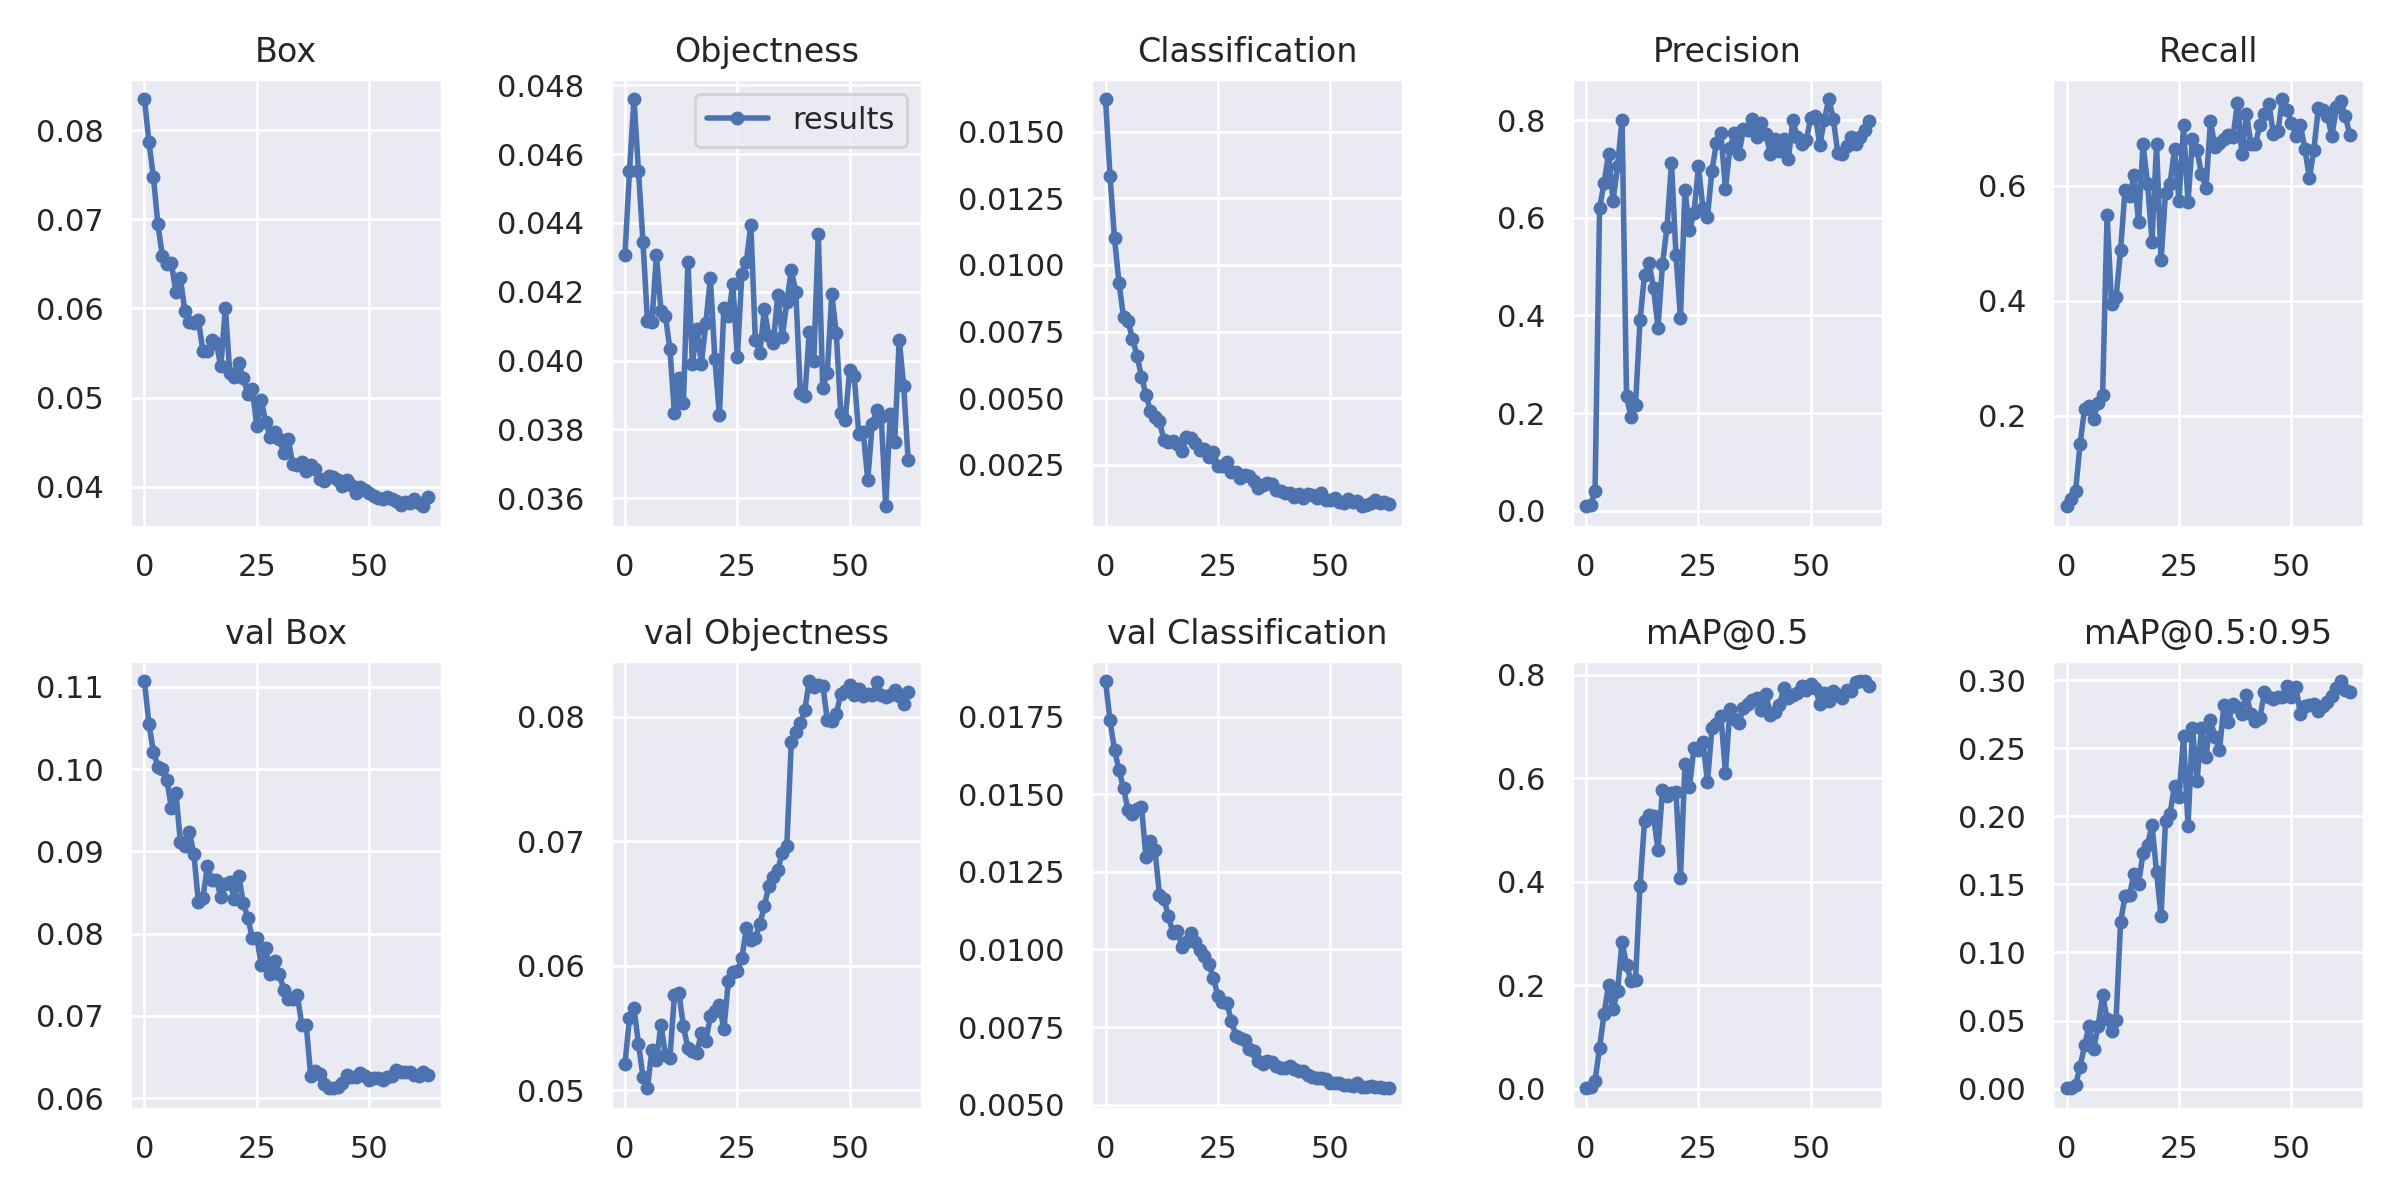 Box
0.08
0.07
0.06
0.05
0.04
0 25 50
Objectness
results
0.048
0.046
0.044
0.042
0.040
0.038
0.036
0 25 50
Classification
0.0150
0.0125
0.0100
0.0075
0.0050
0.0025
0 25 50
Precision
0.8
0.6
0.4
0.2
0.0
0 25 50
Recall
0.6
0.4
0.2
0 25 50
val Box
0.11
0.10
0.09
0.08
0.07
0.06
0 25 50
val Objectness
0.08
0.07
0.06
0.05
0 25 50
val Classification
0.0175
0.0150
0.0125
0.0100
0.0075
0.0050
0 25 50
mAP@0.5
0.8
0.6
0.4
0.2
0.0
0 25 50
mAP@0.5:0.95
0.30
0.25
0.20
0.15
0.10
0.05
0.00
0 25 50